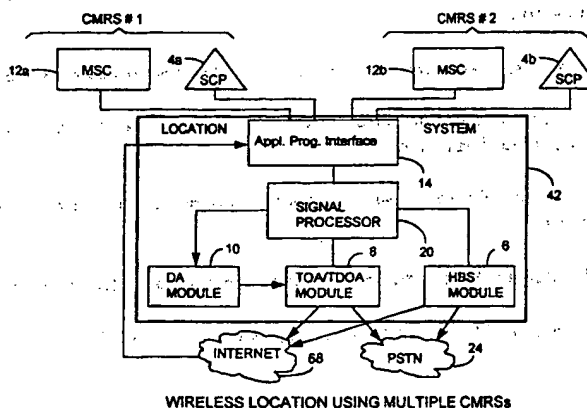 CMRS # 1
CMRS # 2
12a
MSC
4a
SCP
12b
MSC
4b
SCP
LOCATION
SYSTEM
Appl. Prog. Interface
14
42
SIGNAL
PROCESSOR
20
10
8
6
DA
MODULE
TOA/TDOA
MODULE
HBS
MODULE
INTERNET
68
PSTN
24
WIRELESS LOCATION USING MULTIPLE CMRSs